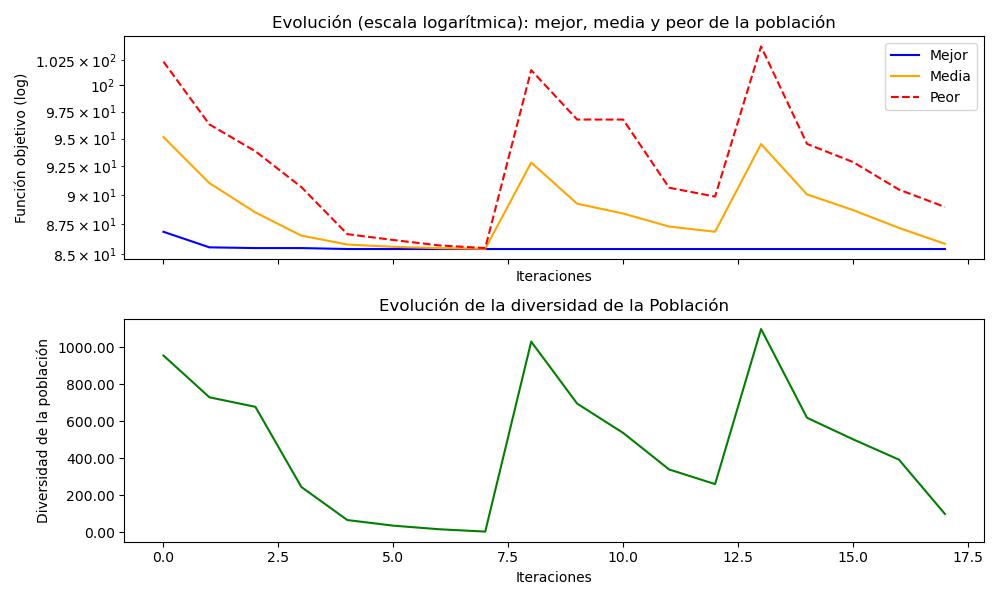 Evolución (escala logarítmica): mejor, media y peor de la población
Función objetivo (log)
1.025 × 10²
10²
9.75 × 10¹
9.5 × 10¹
9.25 × 10¹
9 × 10¹
8.75 × 10¹
8.5 × 10¹
Mejor
Media
Peor
Iteraciones
Evolución de la diversidad de la Población
Diversidad de la población
1000.00
800.00
600.00
400.00
200.00
0.00
0.0 2.5 5.0 7.5 10.0 12.5 15.0 17.5
Iteraciones